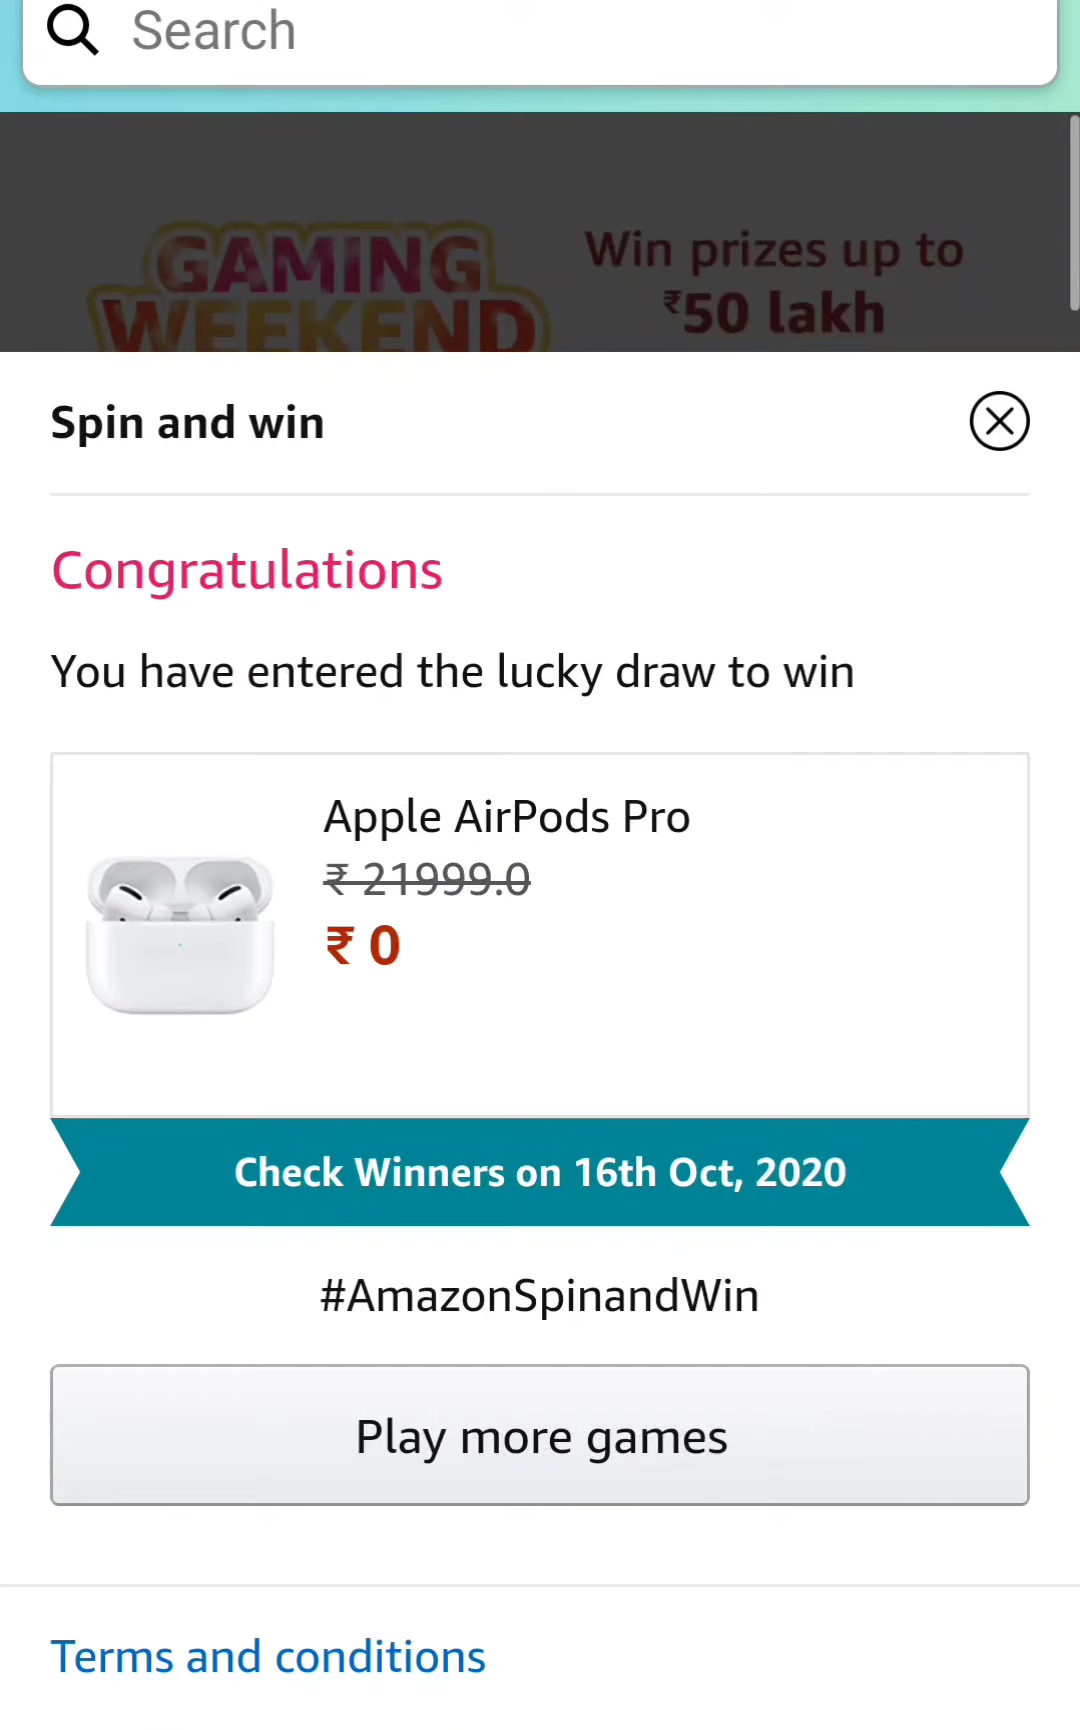 Search
GAMING
WEEKEND
Win prizes up to
₹50 lakh
Spin and win
Congratulations
You have entered the lucky draw to win
Apple AirPods Pro
₹ 21999.0
₹ 0
Check Winners on 16th Oct, 2020
#AmazonSpinandWin
Play more games
Terms and conditions